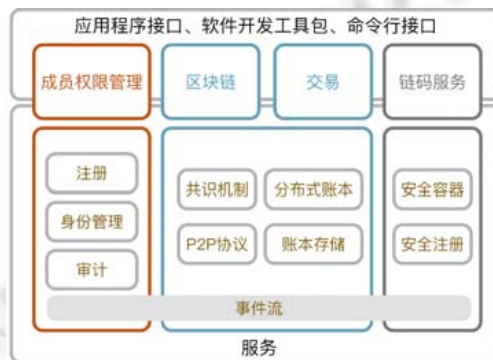 应用程序接口、软件开发工具包、命令行接口
成员权限管理
区块链
交易
链码服务
注册
身份管理
审计
共识机制
分布式账本
P2P协议
账本存储
安全容器
安全注册
事件流
服务